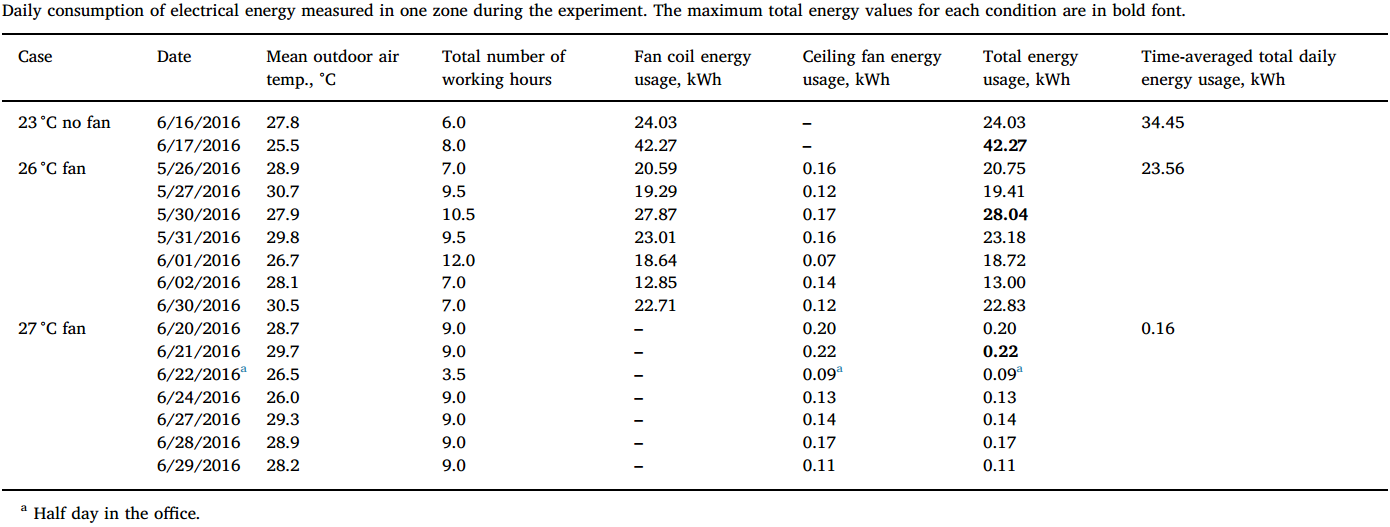 Daily consumption of electrical energy measured in one zone during the experiment. The maximum total energy values for each condition are in bold font.
Case Date Mean outdoor air temp., °C Total number of working hours Fan coil energy usage, kWh Ceiling fan energy usage, kWh Total energy usage, kWh Time-averaged total daily energy usage, kWh
23 °C no fan 6/16/2016 27.8 6.0 24.03 – 24.03 34.45
6/17/2016 25.5 8.0 42.27 – 42.27
26 °C fan 5/26/2016 28.9 7.0 20.59 0.16 20.75 23.56
5/27/2016 30.7 9.5 19.29 0.12 19.41
5/30/2016 27.9 10.5 27.87 0.17 28.04
5/31/2016 29.8 9.5 23.01 0.16 23.18
6/01/2016 26.7 12.0 18.64 0.07 18.72
6/02/2016 28.1 7.0 12.85 0.14 13.00
6/30/2016 30.5 7.0 22.71 0.12 22.83
27 °C fan 6/20/2016 28.7 9.0 – 0.20 0.20 0.16
6/21/2016 29.7 9.0 – 0.22 0.22
6/22/2016a 26.5 3.5 – 0.09a 0.09a
6/24/2016 26.0 9.0 – 0.13 0.13
6/27/2016 29.3 9.0 – 0.14 0.14
6/28/2016 28.9 9.0 – 0.17 0.17
6/29/2016 28.2 9.0 – 0.11 0.11
a Half day in the office.